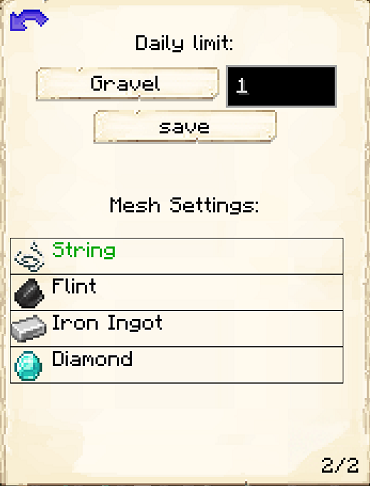 Daily limit:
Gravel 1
save
Mesh Settings:
String
Flint
Iron Ingot
Diamond
2/2